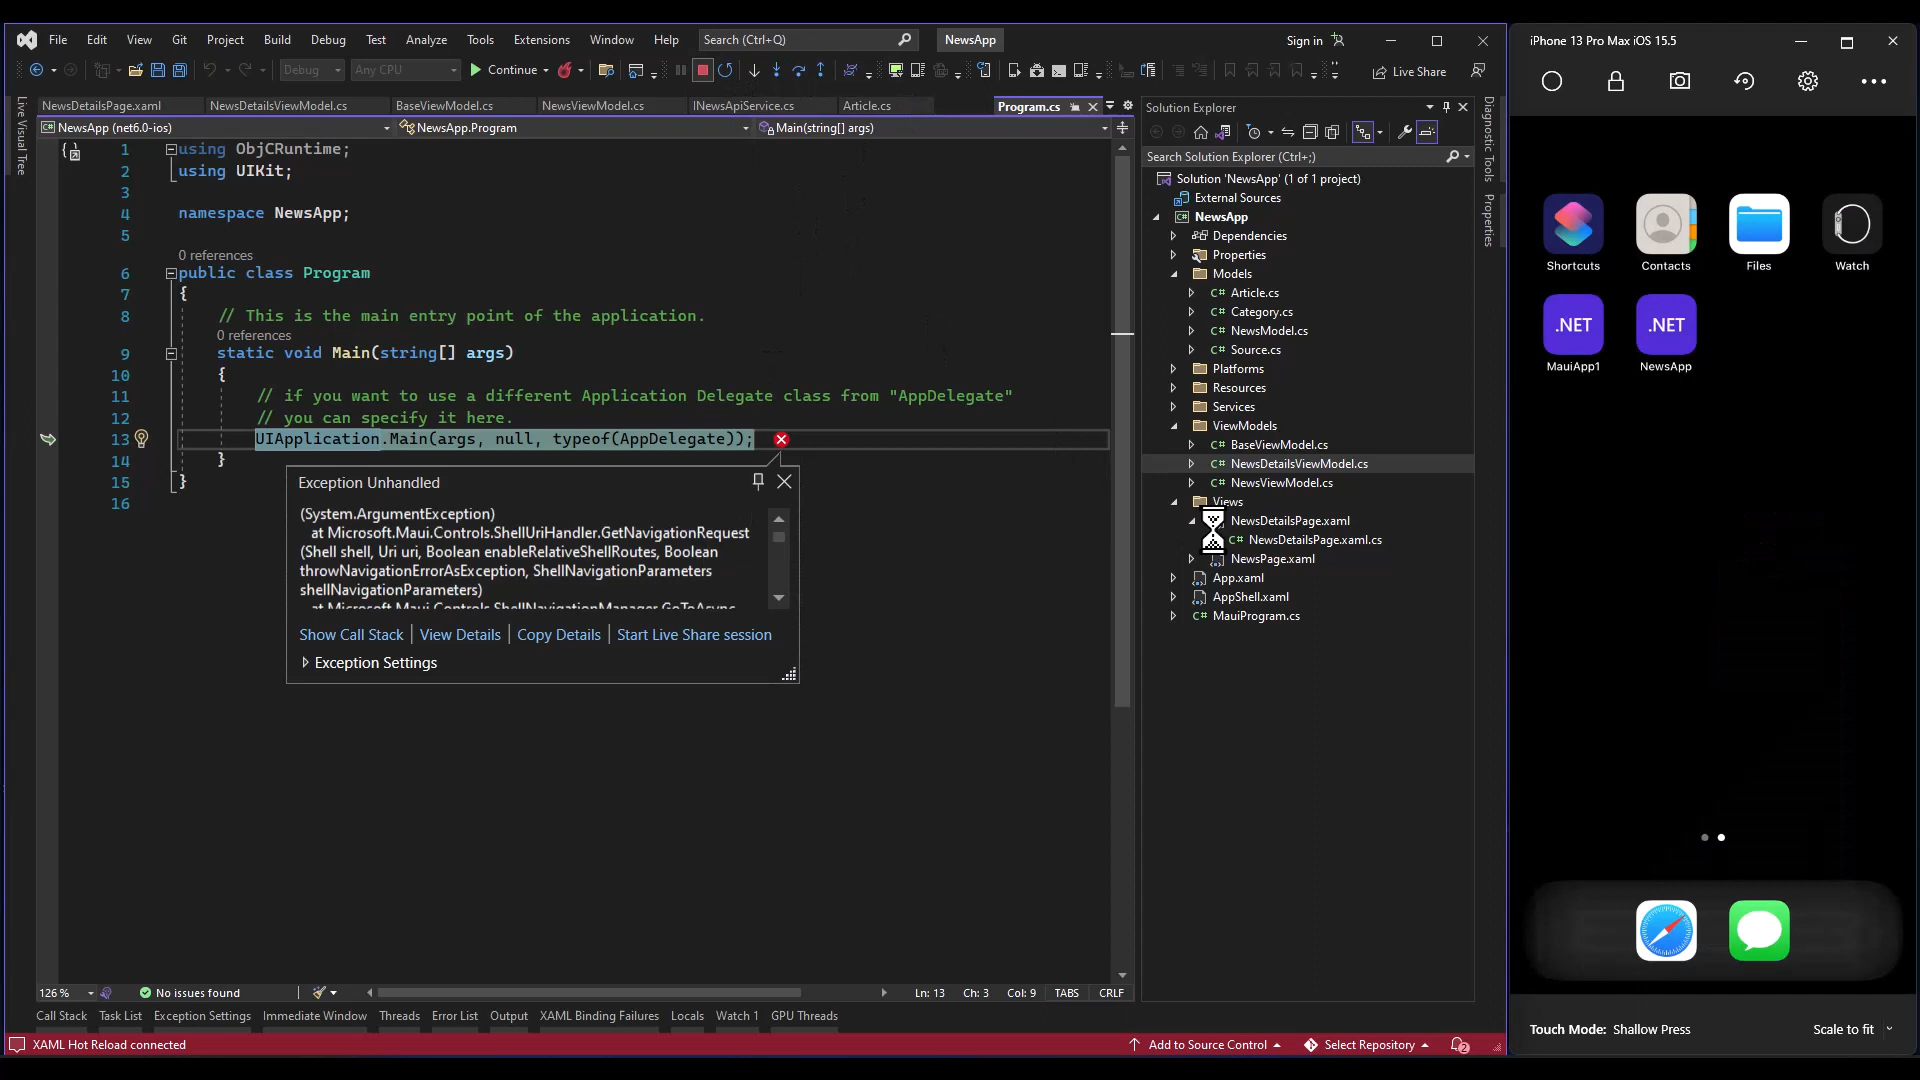 File Edit View Git Project Build Debug Test Analyze Tools Extensions Window Help Search (Ctrl+Q) NewsApp Sign in
Debug Any CPU Continue Live Share
NewsDetailsPage.xaml NewsDetailsViewModel.cs BaseViewModel.cs NewsViewModel.cs INewsApiService.cs Article.cs Program.cs
NewsApp (net6.0-ios) NewsApp.Program Main(string[] args)
Live Visual Tree
1 using ObjCRuntime;
2 using UIKit;
3
4 namespace NewsApp;
5
0 references
6 public class Program
7 {
8 // This is the main entry point of the application.
0 references
9 static void Main(string[] args)
10 {
11 // if you want to use a different Application Delegate class from "AppDelegate"
12 // you can specify it here.
13 UIApplication.Main(args, null, typeof(AppDelegate));
14 }
15 }
16
Exception Unhandled
(System.ArgumentException)
at Microsoft.Maui.Controls.ShellUriHandler.GetNavigationRequest
(Shell shell, Uri uri, Boolean enableRelativeShellRoutes, Boolean
throwNavigationErrorAsException, ShellNavigationParameters
shellNavigationParameters)
at Microsoft.Maui.Controls.ShellNavigationManager.GoToAsync
Show Call Stack View Details Copy Details Start Live Share session
Exception Settings
126 % No issues found Ln: 13 Ch: 3 Col: 9 TABS CRLF
Call Stack Task List Exception Settings Immediate Window Threads Error List Output XAML Binding Failures Locals Watch 1 GPU Threads
XAML Hot Reload connected Add to Source Control Select Repository 2
Solution Explorer
Search Solution Explorer (Ctrl+;)
Solution 'NewsApp' (1 of 1 project)
External Sources
NewsApp
Dependencies
Properties
Models
Article.cs
Category.cs
NewsModel.cs
Source.cs
Platforms
Resources
Services
ViewModels
BaseViewModel.cs
NewsDetailsViewModel.cs
NewsViewModel.cs
Views
NewsDetailsPage.xaml
NewsDetailsPage.xaml.cs
NewsPage.xaml
App.xaml
AppShell.xaml
MauiProgram.cs
Diagnostic Tools
Properties
iPhone 13 Pro Max iOS 15.5
Shortcuts Contacts Files Watch
.NET .NET
MauiApp1 NewsApp
Touch Mode: Shallow Press Scale to fit